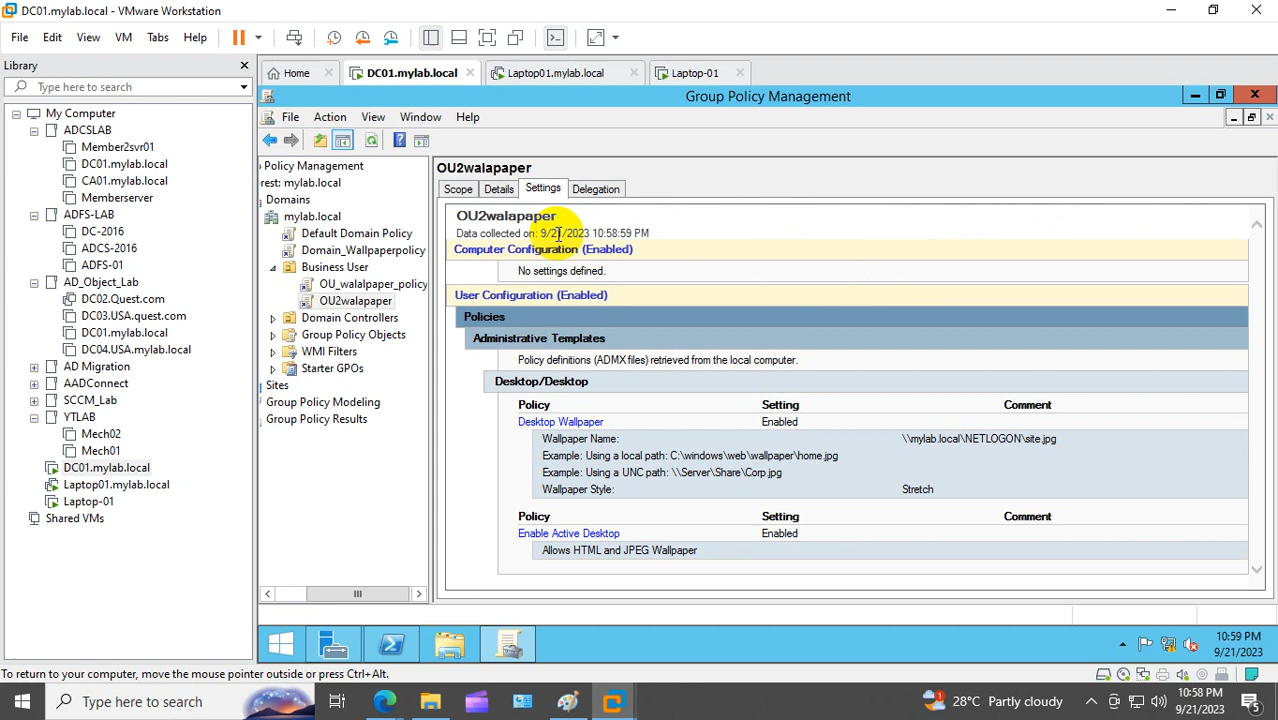 DC01.mylab.local - VMware Workstation
File Edit View VM Tabs Help
Library
Type here to search
My Computer
ADCSLAB
Member2svr01
DC01.mylab.local
CA01.mylab.local
Memberserver
ADFS-LAB
DC-2016
ADCS-2016
ADFS-01
AD_Object_Lab
DC02.Quest.com
DC03.USA.quest.com
DC01.mylab.local
DC04.USA.mylab.local
AD Migration
AADConnect
SCCM_Lab
YTLAB
Mech02
Mech01
DC01.mylab.local
Laptop01.mylab.local
Laptop-01
Shared VMs
Home DC01.mylab.local Laptop01.mylab.local Laptop-01
Group Policy Management
File Action View Window Help
Policy Management
rest: mylab.local
Domains
mylab.local
Default Domain Policy
Domain_Wallpaperpolicy
Business User
OU_walalpaper_policy
OU2walapaper
Domain Controllers
Group Policy Objects
WMI Filters
Starter GPOs
Sites
Group Policy Modeling
Group Policy Results
OU2walapaper
Scope Details Settings Delegation
OU2walapaper
Data collected on: 9/21/2023 10:58:59 PM
Computer Configuration (Enabled)
No settings defined.
User Configuration (Enabled)
Policies
Administrative Templates
Policy definitions (ADMX files) retrieved from the local computer.
Desktop/Desktop
Policy Setting Comment
Desktop Wallpaper Enabled
Wallpaper Name: \\mylab.local\NETLOGON\site.jpg
Example: Using a local path: C:\windows\web\wallpaper\home.jpg
Example: Using a UNC path: \\Server\Share\Corp.jpg
Wallpaper Style: Stretch
Policy Setting Comment
Enable Active Desktop Enabled
Allows HTML and JPEG Wallpaper
10:59 PM
9/21/2023
To return to your computer, move the mouse pointer outside or press Ctrl+Alt.
Type here to search
28°C Partly cloudy
10:58 PM
9/21/2023
5